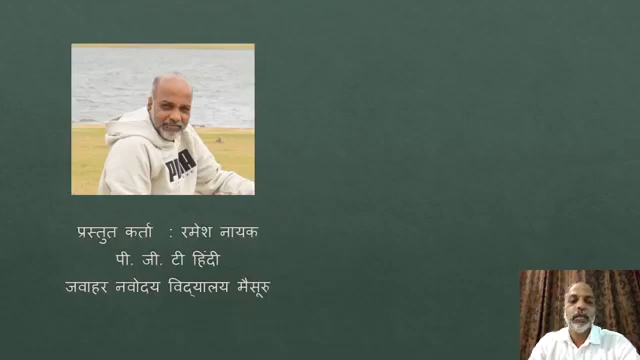 प्रस्तुत कर्ता : रमेश नायक
पी. जी. टी हिंदी
जवाहर नवोदय विद्यालय मैसूरु